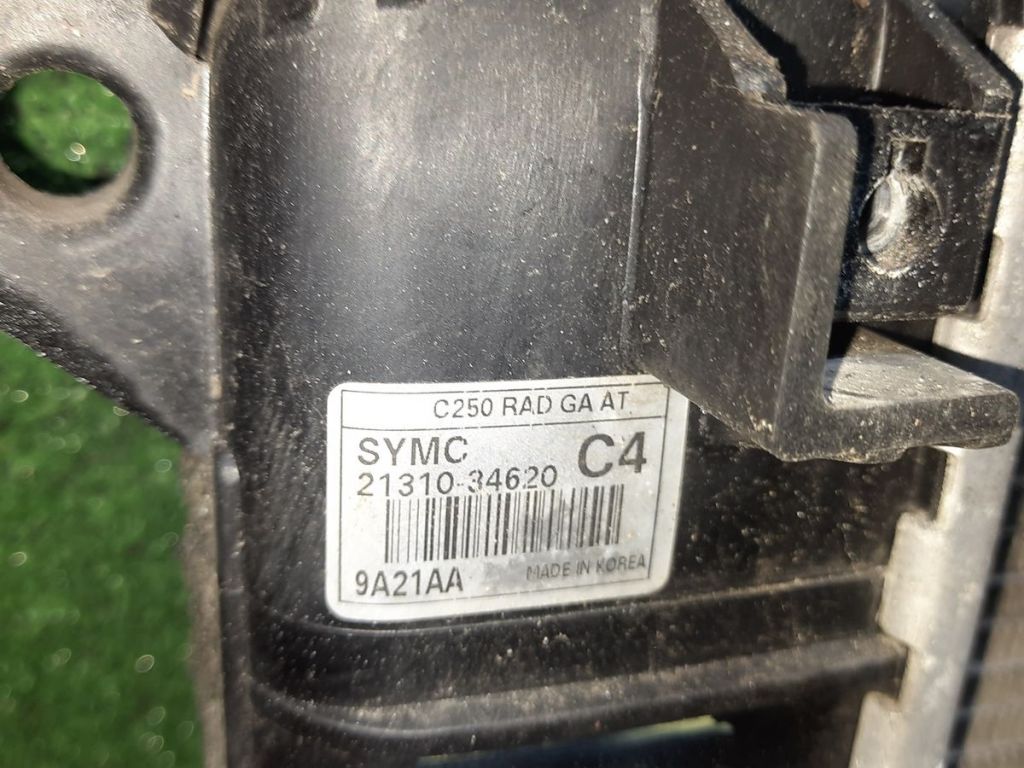 C250 RAD GA AT
SYMC C4
21310-34620
9A21AA MADE IN KOREA